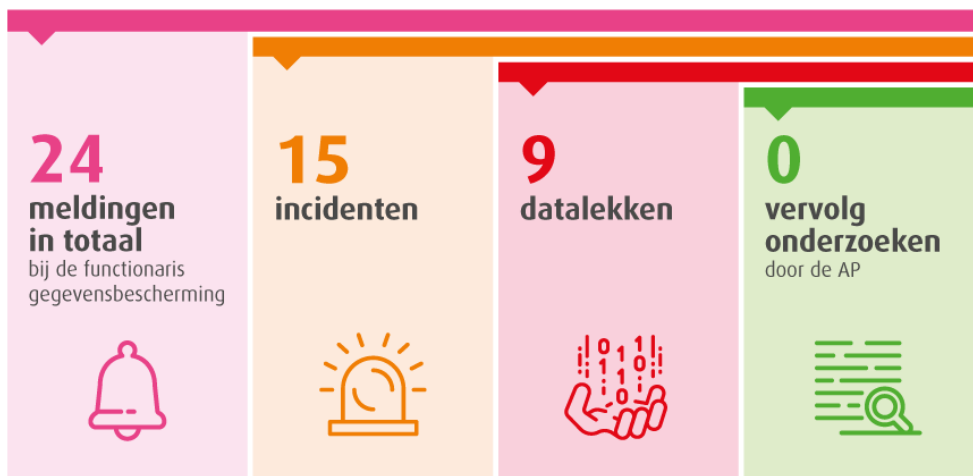 24
meldingen
in totaal
bij de functionaris
gegevensbescherming
15
incidenten
9
datalekken
0
vervolg
onderzoeken
door de AP